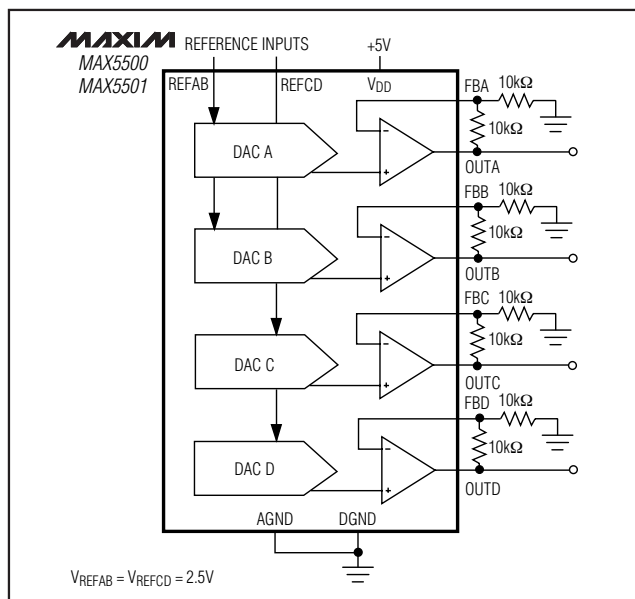 MAXIM
MAX5500
MAX5501
REFERENCE INPUTS
+5V
REFAB
REFCD
VDD
FBA
10kΩ
10kΩ
DAC A
-
+
OUTA
FBB
10kΩ
10kΩ
DAC B
-
+
OUTB
FBC
10kΩ
10kΩ
DAC C
-
+
OUTC
FBD
10kΩ
10kΩ
DAC D
-
+
OUTD
AGND
DGND
VREFAB = VREFCD = 2.5V